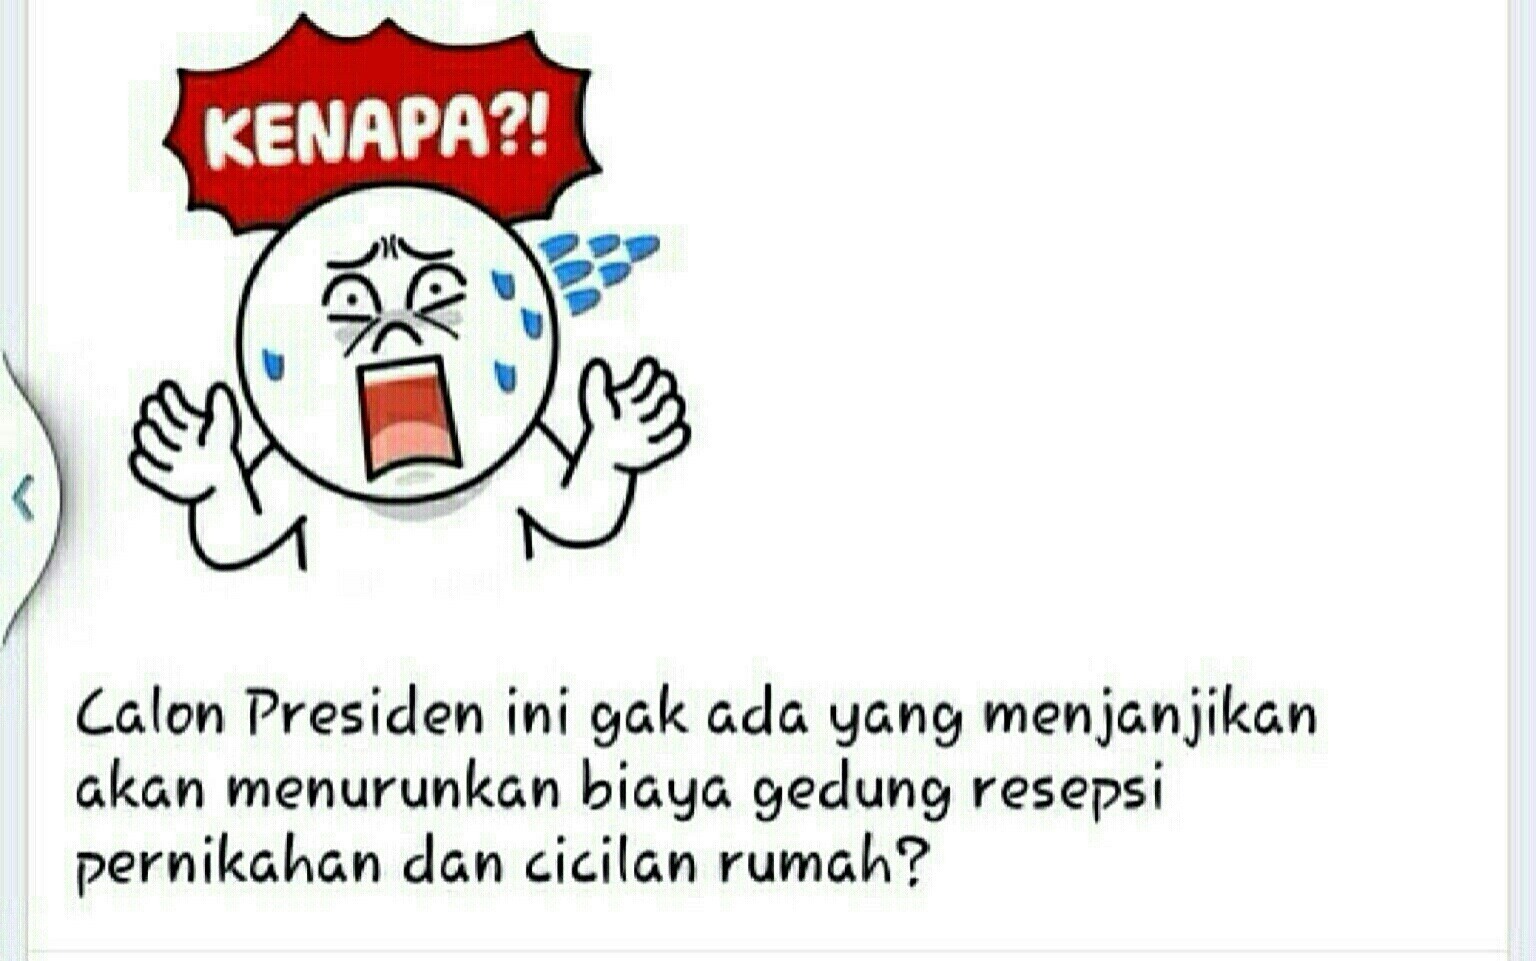 KENAPA?!
Calon Presiden ini gak ada yang menjanjikan
akan menurunkan biaya gedung resepsi
pernikahan dan cicilan rumah?